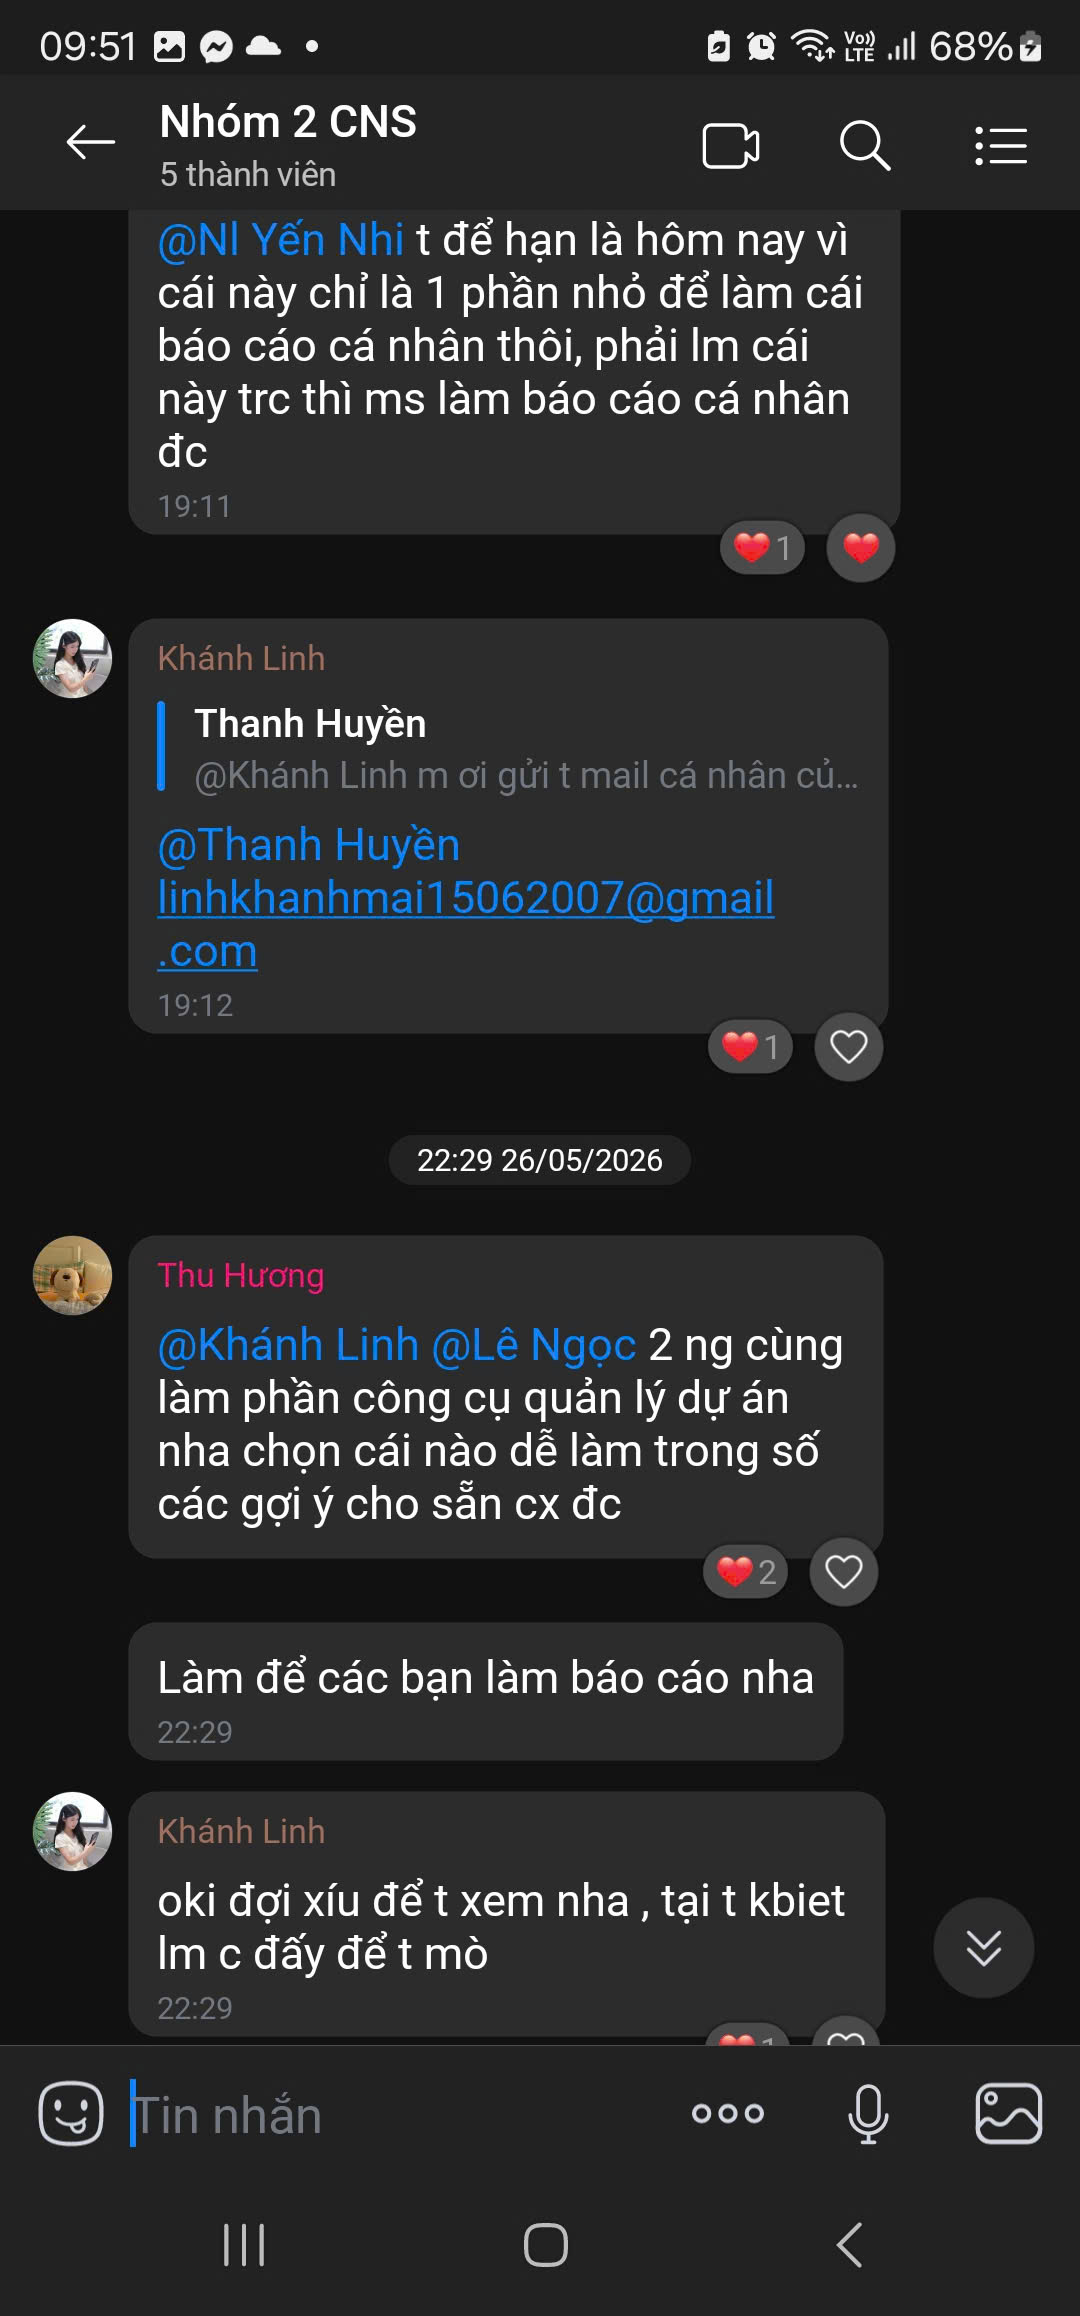 09:51
Vo)) LTE
68%
Nhóm 2 CNS
5 thành viên
@Nl Yến Nhi t để hạn là hôm nay vì
cái này chỉ là 1 phần nhỏ để làm cái
báo cáo cá nhân thôi, phải lm cái
này trc thì ms làm báo cáo cá nhân
đc
19:11
1
Khánh Linh
Thanh Huyền
@Khánh Linh m ơi gửi t mail cá nhân củ...
@Thanh Huyền
linhkhanhmai15062007@gmail
.com
19:12
1
22:29 26/05/2026
Thu Hương
@Khánh Linh @Lê Ngọc 2 ng cùng
làm phần công cụ quản lý dự án
nha chọn cái nào dễ làm trong số
các gợi ý cho sẵn cx đc
2
Làm để các bạn làm báo cáo nha
22:29
Khánh Linh
oki đợi xíu để t xem nha , tại t kbiet
lm c đấy để t mò
22:29
1
Tin nhắn